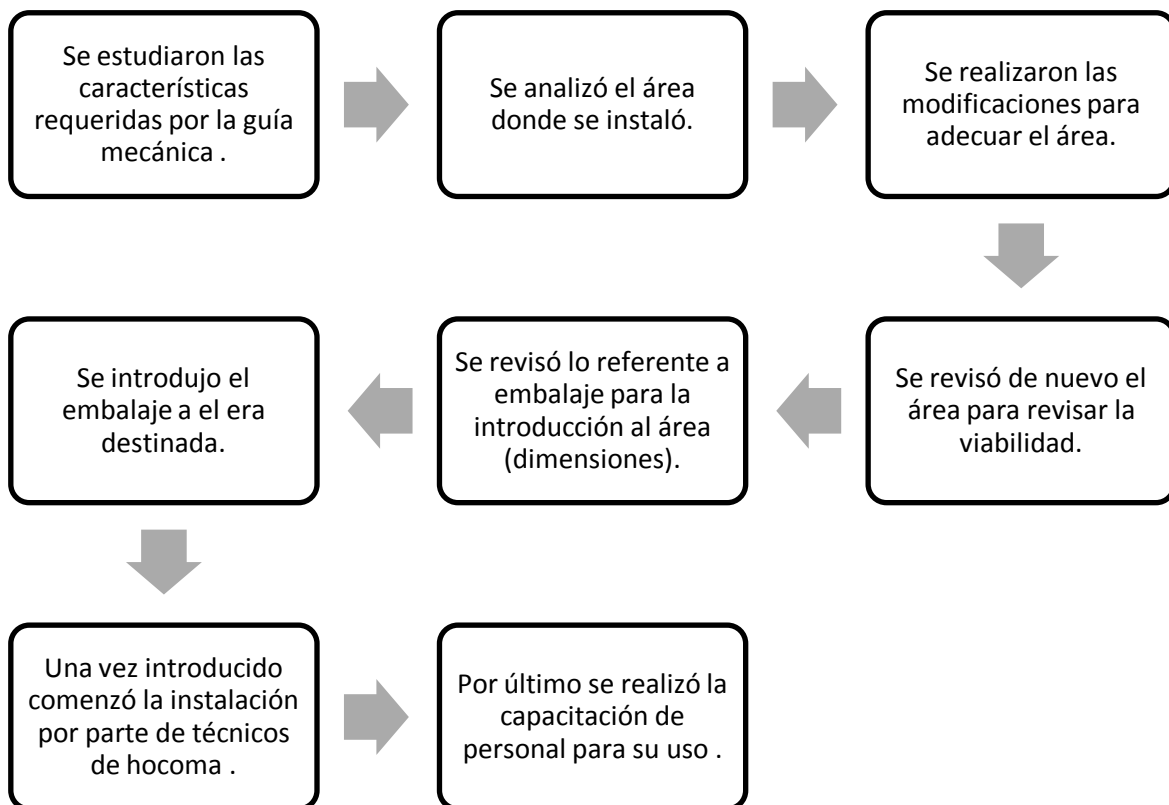 Se estudiaron las
características
requeridas por la guía
mecánica .
Se analizó el área
donde se instaló.
Se realizaron las
modificaciones para
adecuar el área.
Se revisó de nuevo el
área para revisar la
viabilidad.
Se revisó lo referente a
embalaje para la
introducción al área
(dimensiones).
Se introdujo el
embalaje a el era
destinada.
Una vez introducido
comenzó la instalación
por parte de técnicos
de hocoma .
Por último se realizó la
capacitación de
personal para su uso .